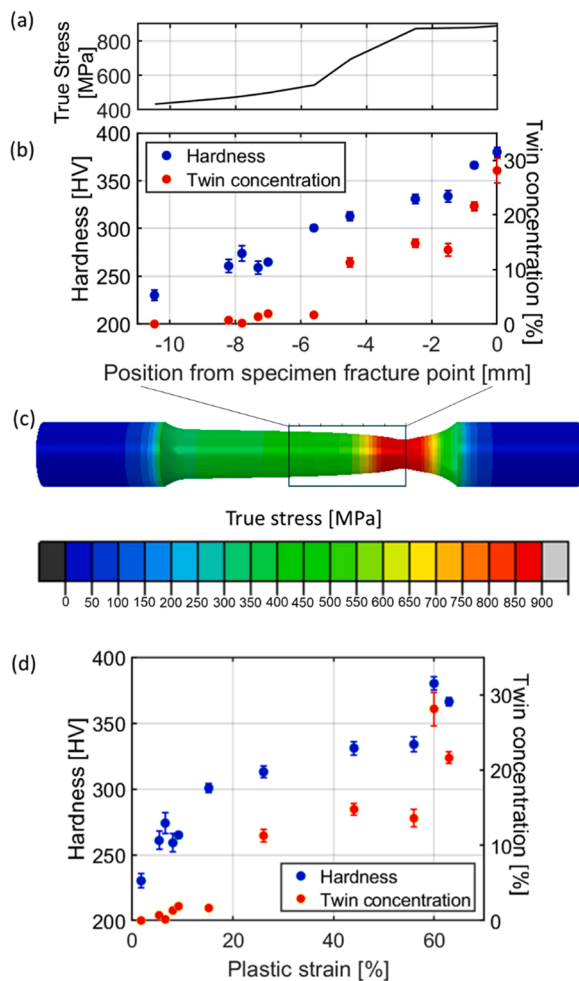 (a)
True Stress
[MPa]
800
600
400
(b)
Hardness [HV]
400
350
300
250
200
Hardness
Twin concentration
Twin concentration
[%]
30
20
10
0
-10
-8
-6
-4
-2
0
Position from specimen fracture point [mm]
(c)
True stress [MPa]
0 50 100 150 200 250 300 350 400 450 500 550 600 650 700 750 800 850 900
(d)
Hardness [HV]
400
350
300
250
200
Hardness
Twin concentration
Twin concentration
[%]
30
20
10
0
0
20
40
60
Plastic strain [%]